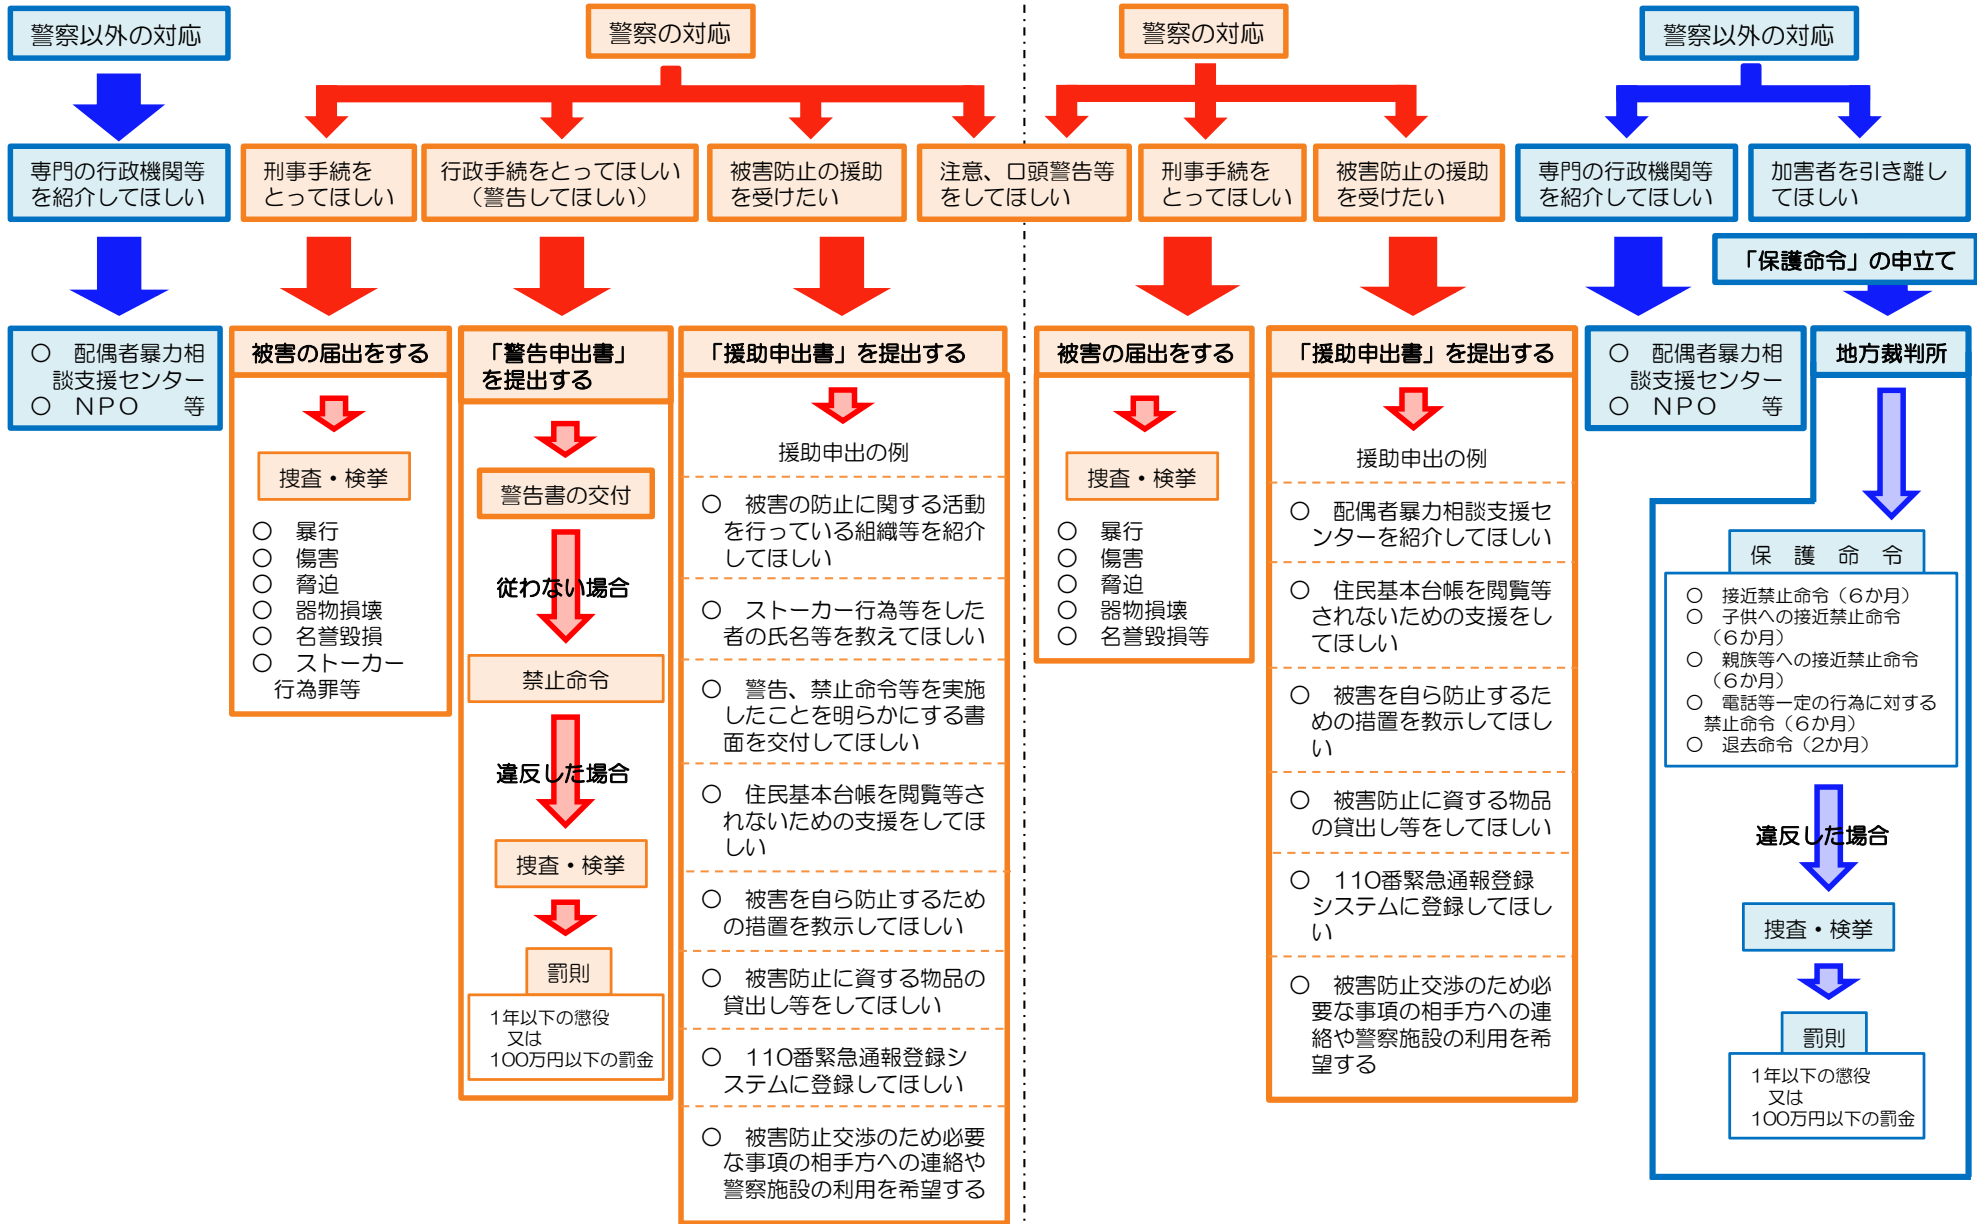 警察以外の対応
警察の対応
警察の対応
警察以外の対応
専門の行政機関等
を紹介してほしい
刑事手続を
とってほしい
行政手続をとってほしい
（警告してほしい）
被害防止の援助
を受けたい
注意、口頭警告等
をしてほしい
刑事手続を
とってほしい
被害防止の援助
を受けたい
専門の行政機関等
を紹介してほしい
加害者を引き離し
てほしい
「保護命令」の申立て
○　配偶者暴力相
談支援センター
○　ＮＰＯ　　等
被害の届出をする
捜査・検挙
○　暴行
○　傷害
○　脅迫
○　器物損壊
○　名誉毀損
○　ストーカー
行為罪等
「警告申出書」
を提出する
警告書の交付
従わない場合
禁止命令
違反した場合
捜査・検挙
罰則
1年以下の懲役
又は
100万円以下の罰金
「援助申出書」を提出する
援助申出の例
○　被害の防止に関する活動
を行っている組織等を紹介
してほしい
○　ストーカー行為等をした
者の氏名等を教えてほしい
○　警告、禁止命令等を実施
したことを明らかにする書
面を交付してほしい
○　住民基本台帳を閲覧等さ
れないための支援をしてほ
しい
○　被害を自ら防止するため
の措置を教示してほしい
○　被害防止に資する物品の
貸出し等をしてほしい
○　110番緊急通報登録シ
ステムに登録してほしい
○　被害防止交渉のため必要
な事項の相手方への連絡や
警察施設の利用を希望する
被害の届出をする
捜査・検挙
○　暴行
○　傷害
○　脅迫
○　器物損壊
○　名誉毀損等
「援助申出書」を提出する
援助申出の例
○　配偶者暴力相談支援セ
ンターを紹介してほしい
○　住民基本台帳を閲覧等
されないための支援をし
てほしい
○　被害を自ら防止するた
めの措置を教示してほし
い
○　被害防止に資する物品
の貸出し等をしてほしい
○　110番緊急通報登録
システムに登録してほし
い
○　被害防止交渉のため必
要な事項の相手方への連
絡や警察施設の利用を希
望する
○　配偶者暴力相
談支援センター
○　ＮＰＯ　　等
地方裁判所
保　護　命　令
○　接近禁止命令（6か月）
○　子供への接近禁止命令
（6か月）
○　親族等への接近禁止命令
（6か月）
○　電話等一定の行為に対する
禁止命令（6か月）
○　退去命令（2か月）
違反した場合
捜査・検挙
罰則
1年以下の懲役
又は
100万円以下の罰金